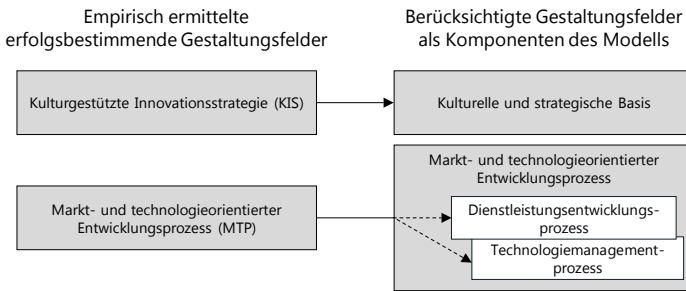 Empirisch ermittelte
erfolgsbestimmende Gestaltungsfelder
Berücksichtigte Gestaltungsfelder
als Komponenten des Modells
Kulturgestützte Innovationsstrategie (KIS)
Kulturelle und strategische Basis
Markt- und technologieorientierter
Entwicklungsprozess (MTP)
Markt- und technologieorientierter
Entwicklungsprozess
Dienstleistungsentwicklungs-
prozess
Technologiemanagement-
prozess